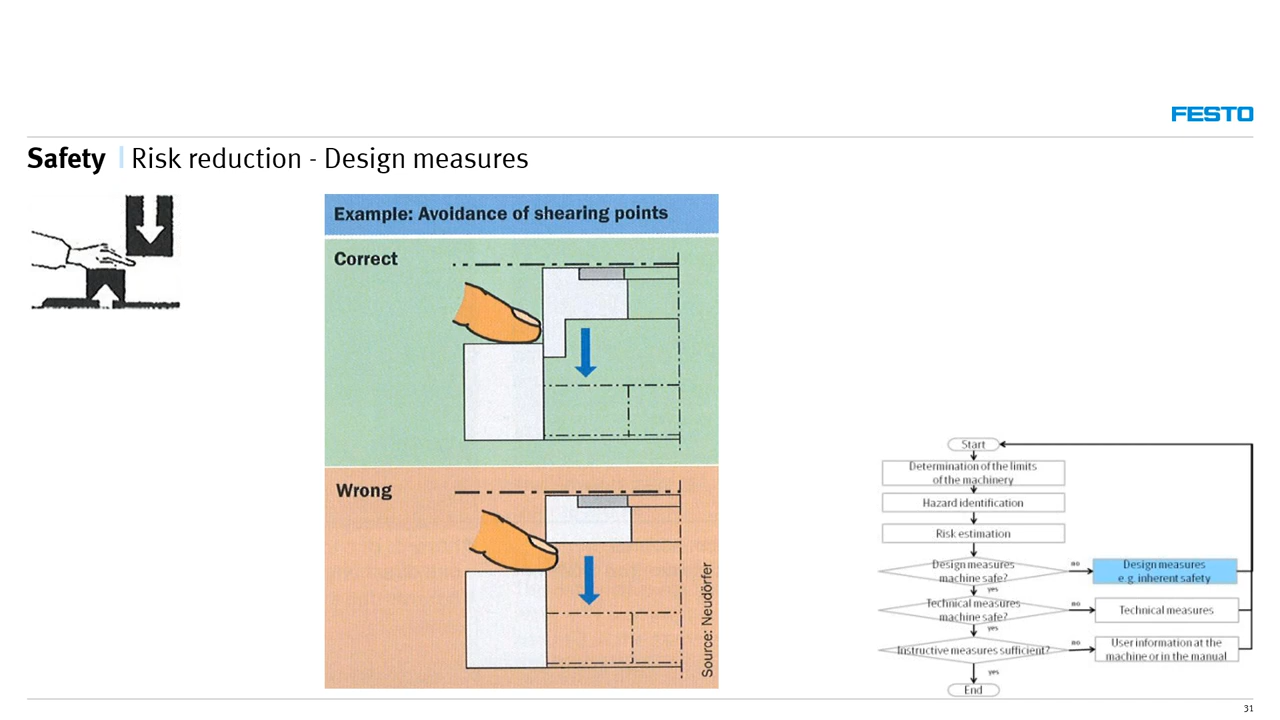 FESTO
Safety | Risk reduction - Design measures
Example: Avoidance of shearing points
Correct
Wrong
Source: Neudörfer
Start
Determination of the limits
of the machinery
Hazard identification
Risk estimation
Design measures
machine safe?
no
Design measures
e.g. inherent safety
yes
Technical measures
machine safe?
no
Technical measures
yes
Instructive measures sufficient?
no
User information at the
machine or in the manual
yes
End
31